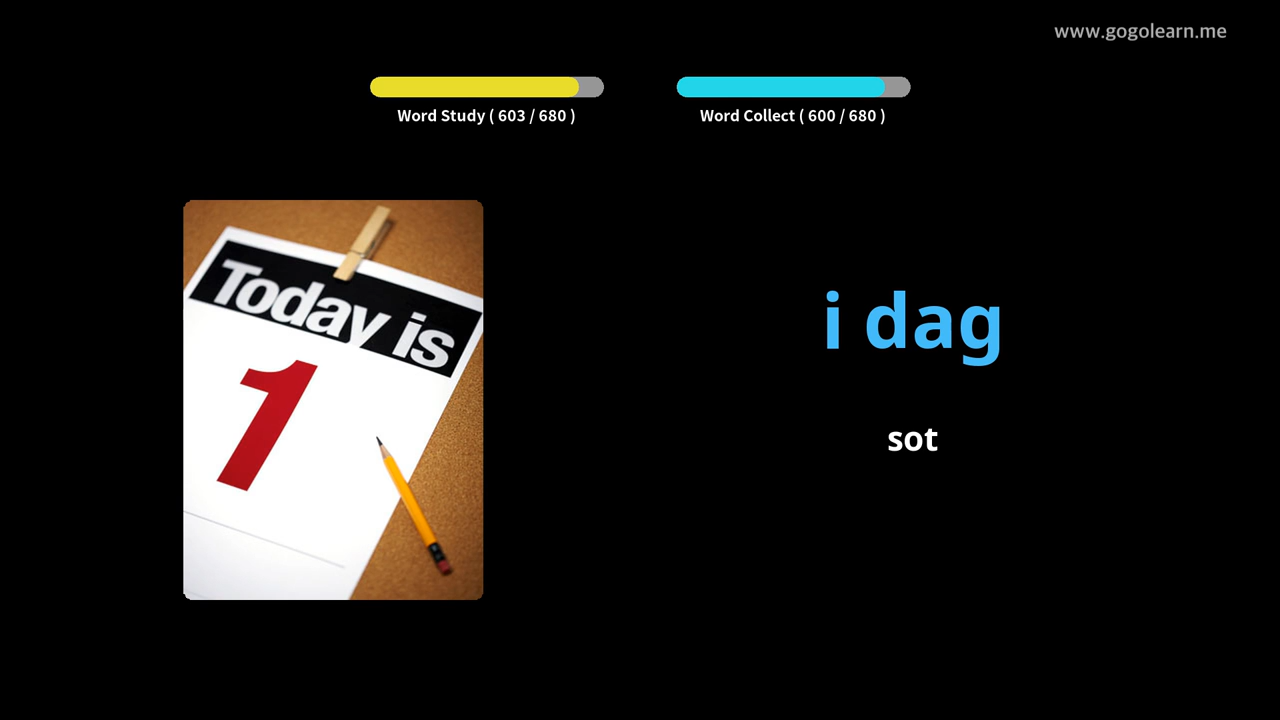 www.gogolearn.me
Word Study ( 603 / 680 )
Word Collect ( 600 / 680 )
Today is
1
i dag
sot